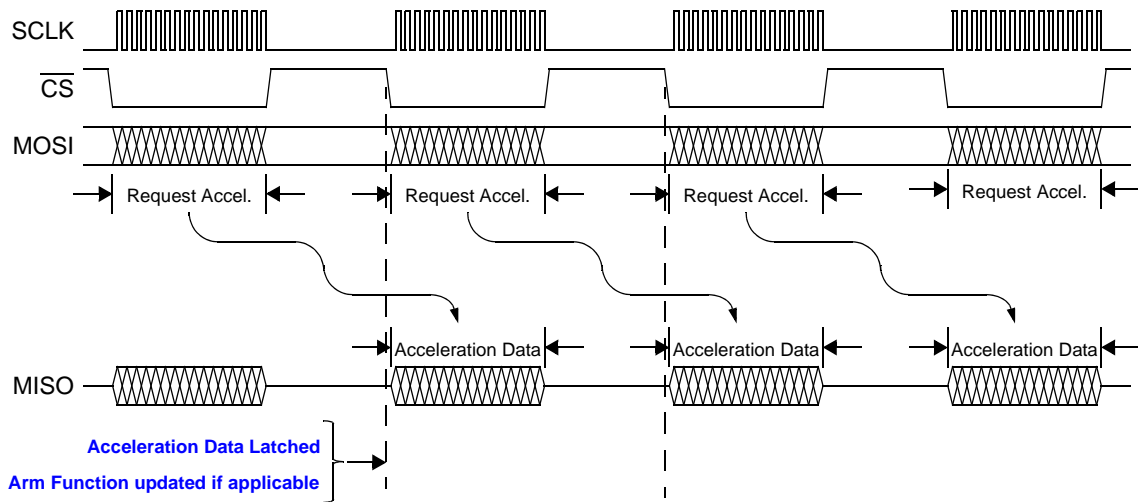 SCLK
CS
MOSI
Request Accel. Request Accel. Request Accel. Request Accel.
Acceleration Data Acceleration Data Acceleration Data
MISO
Acceleration Data Latched
Arm Function updated if applicable